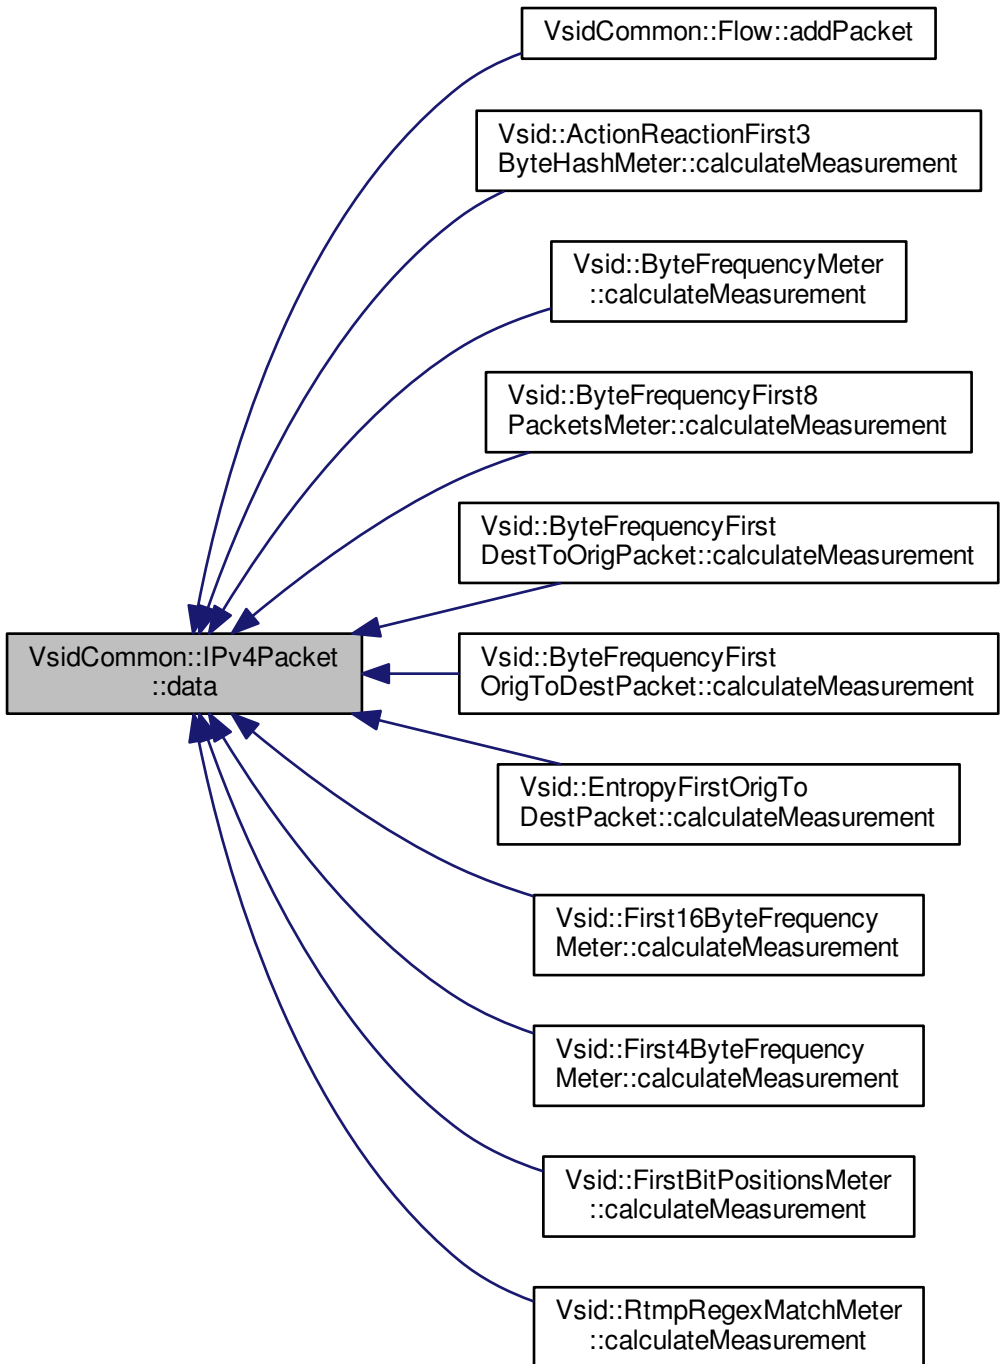 VsidCommon::Flow::addPacket
Vsid::ActionReactionFirst3
ByteHashMeter::calculateMeasurement
Vsid::ByteFrequencyMeter
::calculateMeasurement
Vsid::ByteFrequencyFirst8
PacketsMeter::calculateMeasurement
Vsid::ByteFrequencyFirst
DestToOrigPacket::calculateMeasurement
VsidCommon::IPv4Packet
::data
Vsid::ByteFrequencyFirst
OrigToDestPacket::calculateMeasurement
Vsid::EntropyFirstOrigTo
DestPacket::calculateMeasurement
Vsid::First16ByteFrequency
Meter::calculateMeasurement
Vsid::First4ByteFrequency
Meter::calculateMeasurement
Vsid::FirstBitPositionsMeter
::calculateMeasurement
Vsid::RtmpRegexMatchMeter
::calculateMeasurement